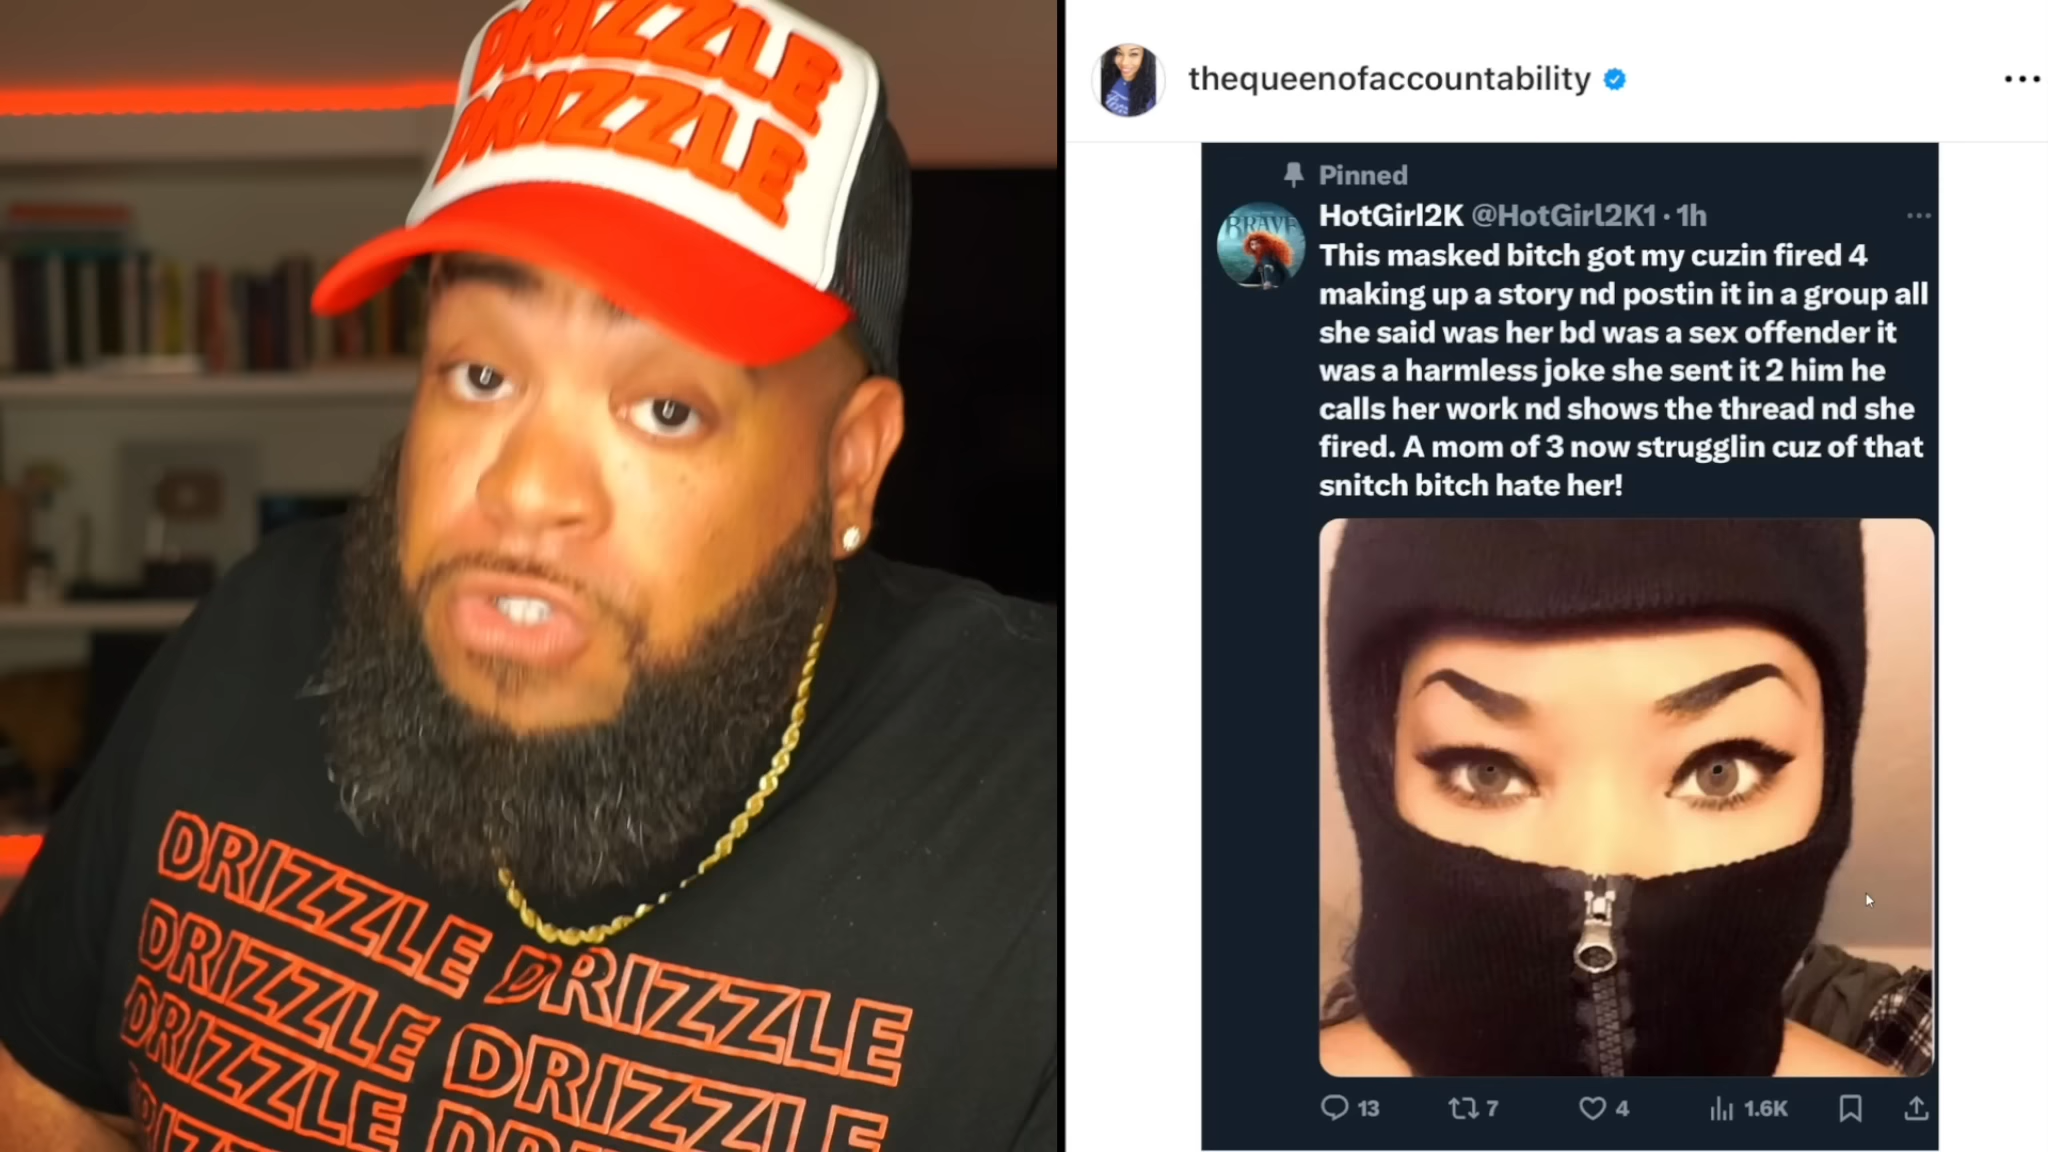 DRIZZLE
DRIZZLE
DRIZZLE DRIZZLE
DRIZZLE DRIZZLE
DRIZZLE
thequeenofaccountability
Pinned
BRAVE
HotGirl2K @HotGirl2K1 · 1h
This masked bitch got my cuzin fired 4
making up a story nd postin it in a group all
she said was her bd was a sex offender it
was a harmless joke she sent it 2 him he
calls her work nd shows the thread nd she
fired. A mom of 3 now strugglin cuz of that
snitch bitch hate her!
13 7 4 1.6K